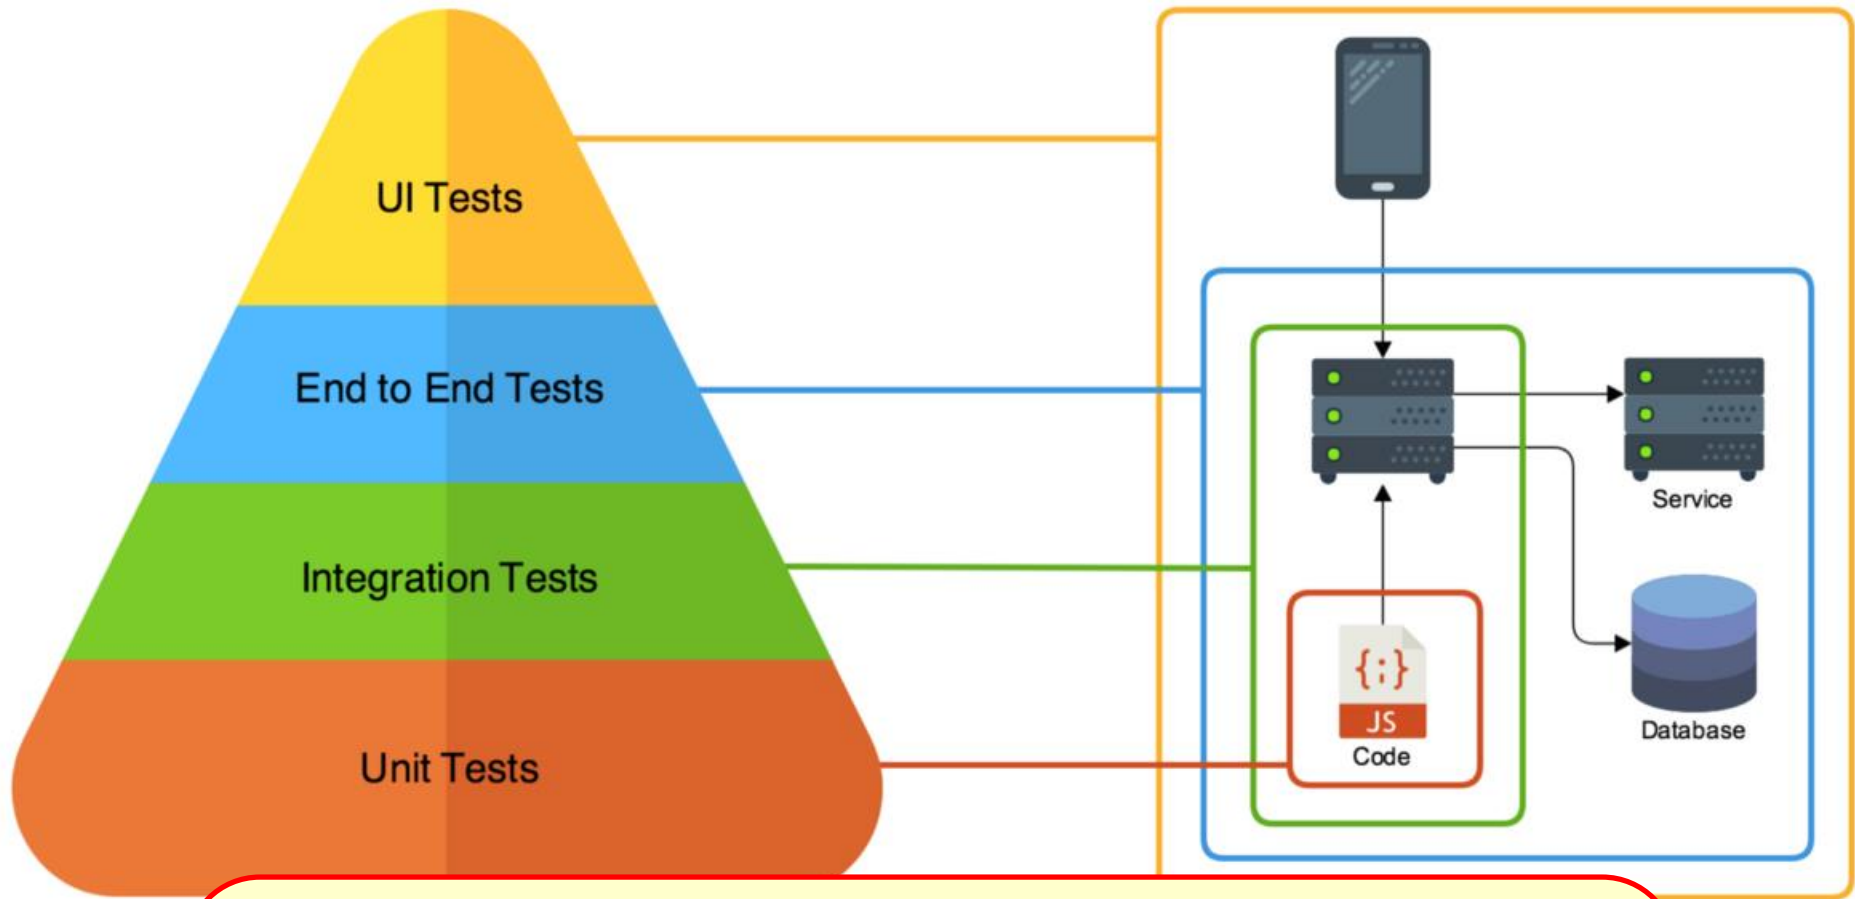 UI Tests
End to End Tests
Integration Tests
Unit Tests
Service
{;}
JS
Code
Database